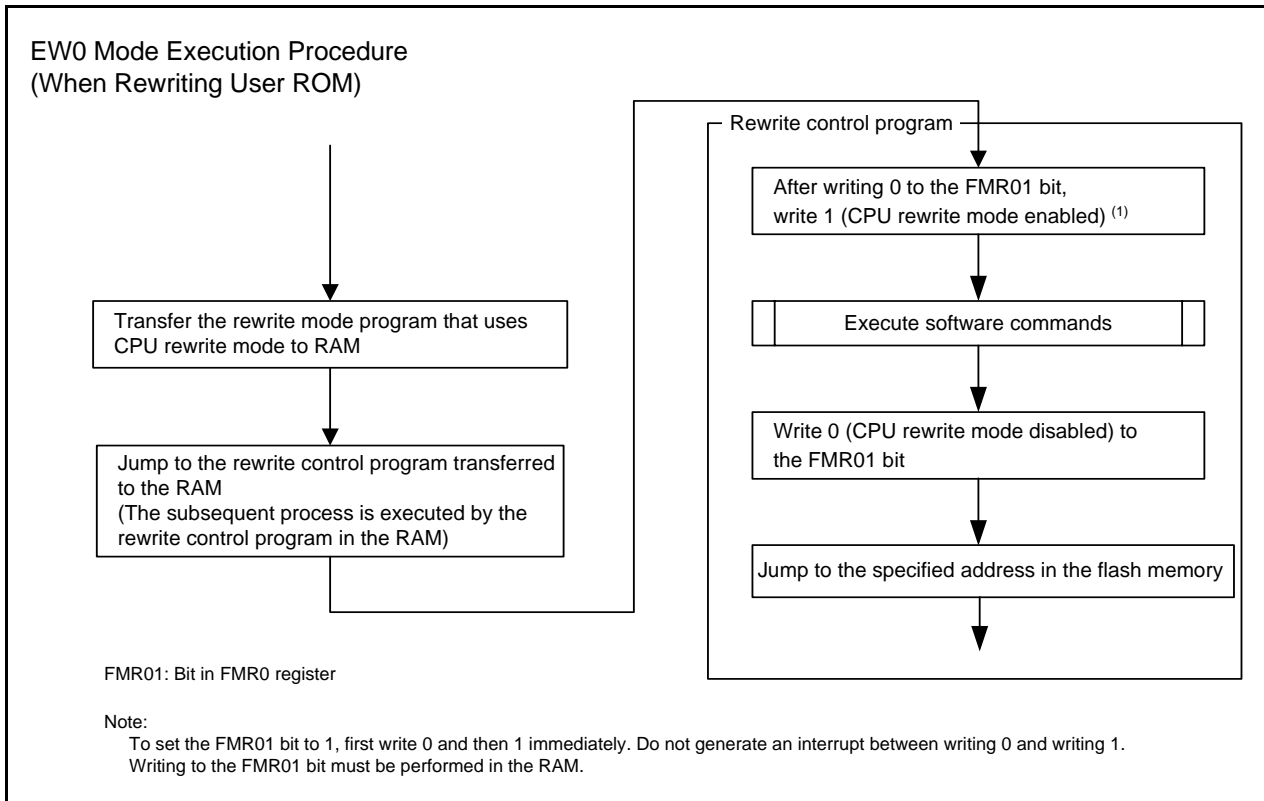 EW0 Mode Execution Procedure
(When Rewriting User ROM)
Transfer the rewrite mode program that uses
CPU rewrite mode to RAM
Jump to the rewrite control program transferred
to the RAM
(The subsequent process is executed by the
rewrite control program in the RAM)
Rewrite control program
After writing 0 to the FMR01 bit,
write 1 (CPU rewrite mode enabled) (1)
Execute software commands
Write 0 (CPU rewrite mode disabled) to
the FMR01 bit
Jump to the specified address in the flash memory
FMR01: Bit in FMR0 register
Note:
To set the FMR01 bit to 1, first write 0 and then 1 immediately. Do not generate an interrupt between writing 0 and writing 1.
Writing to the FMR01 bit must be performed in the RAM.